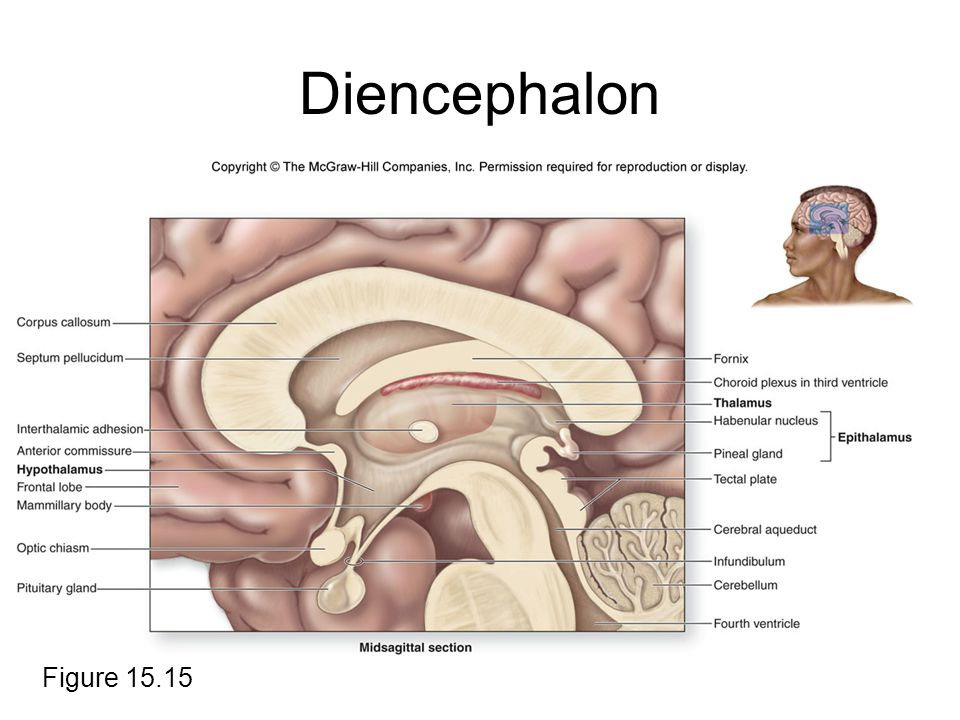 Diencephalon
Copyright © The McGraw-Hill Companies, Inc. Permission required for reproduction or display.
Corpus callosum
Septum pellucidum
Interthalamic adhesion
Anterior commissure
Hypothalamus
Frontal lobe
Mammillary body
Optic chiasm
Pituitary gland
Fornix
Choroid plexus in third ventricle
Thalamus
Habenular nucleus
Epithalamus
Pineal gland
Tectal plate
Cerebral aqueduct
Infundibulum
Cerebellum
Fourth ventricle
Midsagittal section
Figure 15.15